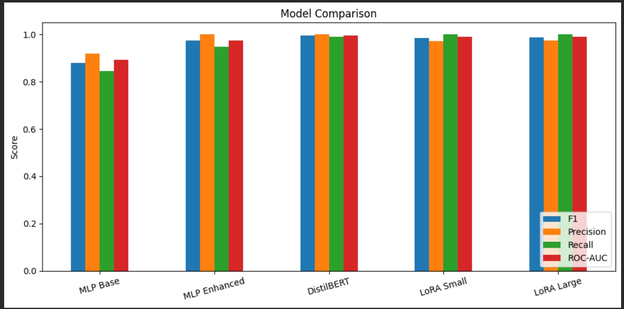 Model Comparison
Score
1.0
0.8
0.6
0.4
0.2
0.0
MLP Base
MLP Enhanced
DistilBERT
LoRA Small
LoRA Large
F1
Precision
Recall
ROC-AUC